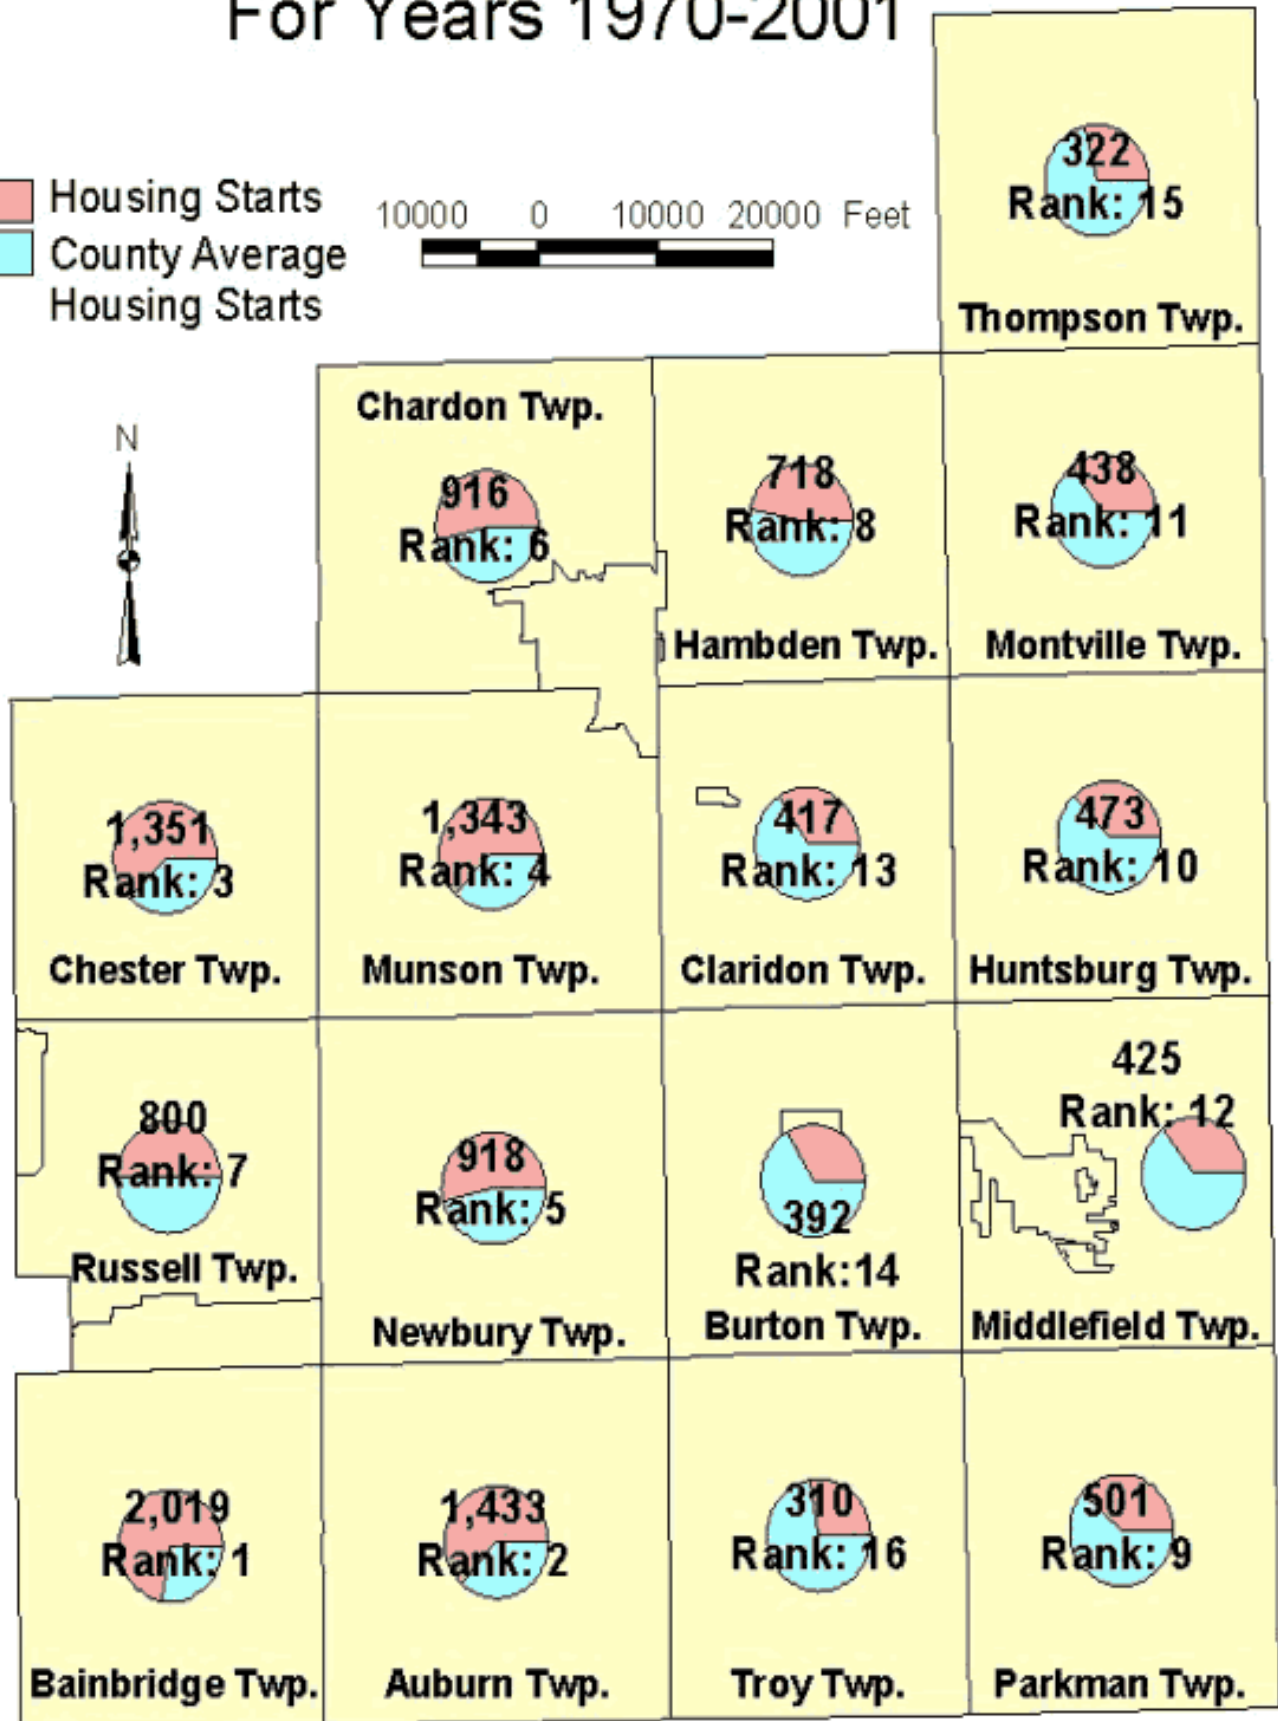 For Years 1970-2001
Housing Starts
County Average
Housing Starts
10000 0 10000 20000 Feet
N
322
Rank: 15
Thompson Twp.
Chardon Twp.
916
Rank: 6
718
Rank: 8
Hambden Twp.
438
Rank: 11
Montville Twp.
1,351
Rank: 3
Chester Twp.
1,343
Rank: 4
Munson Twp.
417
Rank: 13
Claridon Twp.
473
Rank: 10
Huntsburg Twp.
800
Rank: 7
Russell Twp.
918
Rank: 5
Newbury Twp.
392
Rank:14
Burton Twp.
425
Rank: 12
Middlefield Twp.
2,019
Rank: 1
Bainbridge Twp.
1,433
Rank: 2
Auburn Twp.
310
Rank: 16
Troy Twp.
501
Rank: 9
Parkman Twp.